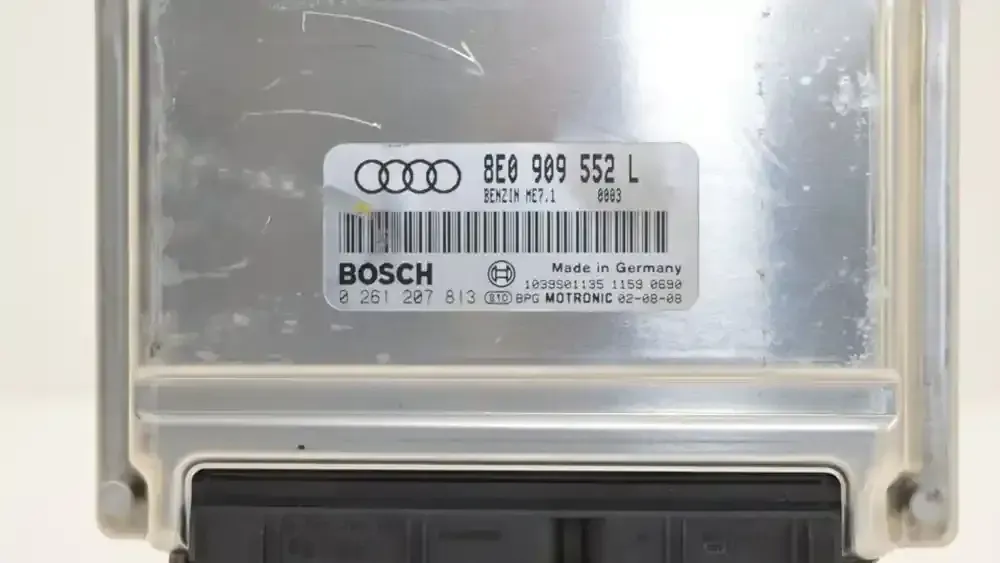 8E0 909 552 L
BENZIN ME7.1 0003
BOSCH Made in Germany
1039S01135 1159 0690
0 261 207 813 810 BPG MOTRONIC 02-08-08